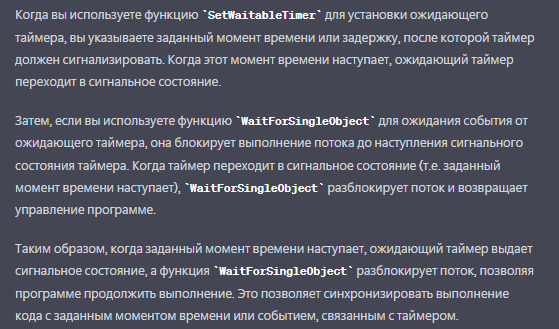 Когда вы используете функцию `SetWaitableTimer` для установки ожидающего
таймера, вы указываете заданный момент времени или задержку, после которой таймер
должен сигнализировать. Когда этот момент времени наступает, ожидающий таймер
переходит в сигнальное состояние.
Затем, если вы используете функцию `WaitForSingleObject` для ожидания события от
ожидающего таймера, она блокирует выполнение потока до наступления сигнального
состояния таймера. Когда таймер переходит в сигнальное состояние (т.е. заданный
момент времени наступает), `WaitForSingleObject` разблокирует поток и возвращает
управление программе.
Таким образом, когда заданный момент времени наступает, ожидающий таймер выдает
сигнальное состояние, а функция `WaitForSingleObject` разблокирует поток, позволяя
программе продолжить выполнение. Это позволяет синхронизировать выполнение
кода с заданным моментом времени или событием, связанным с таймером.